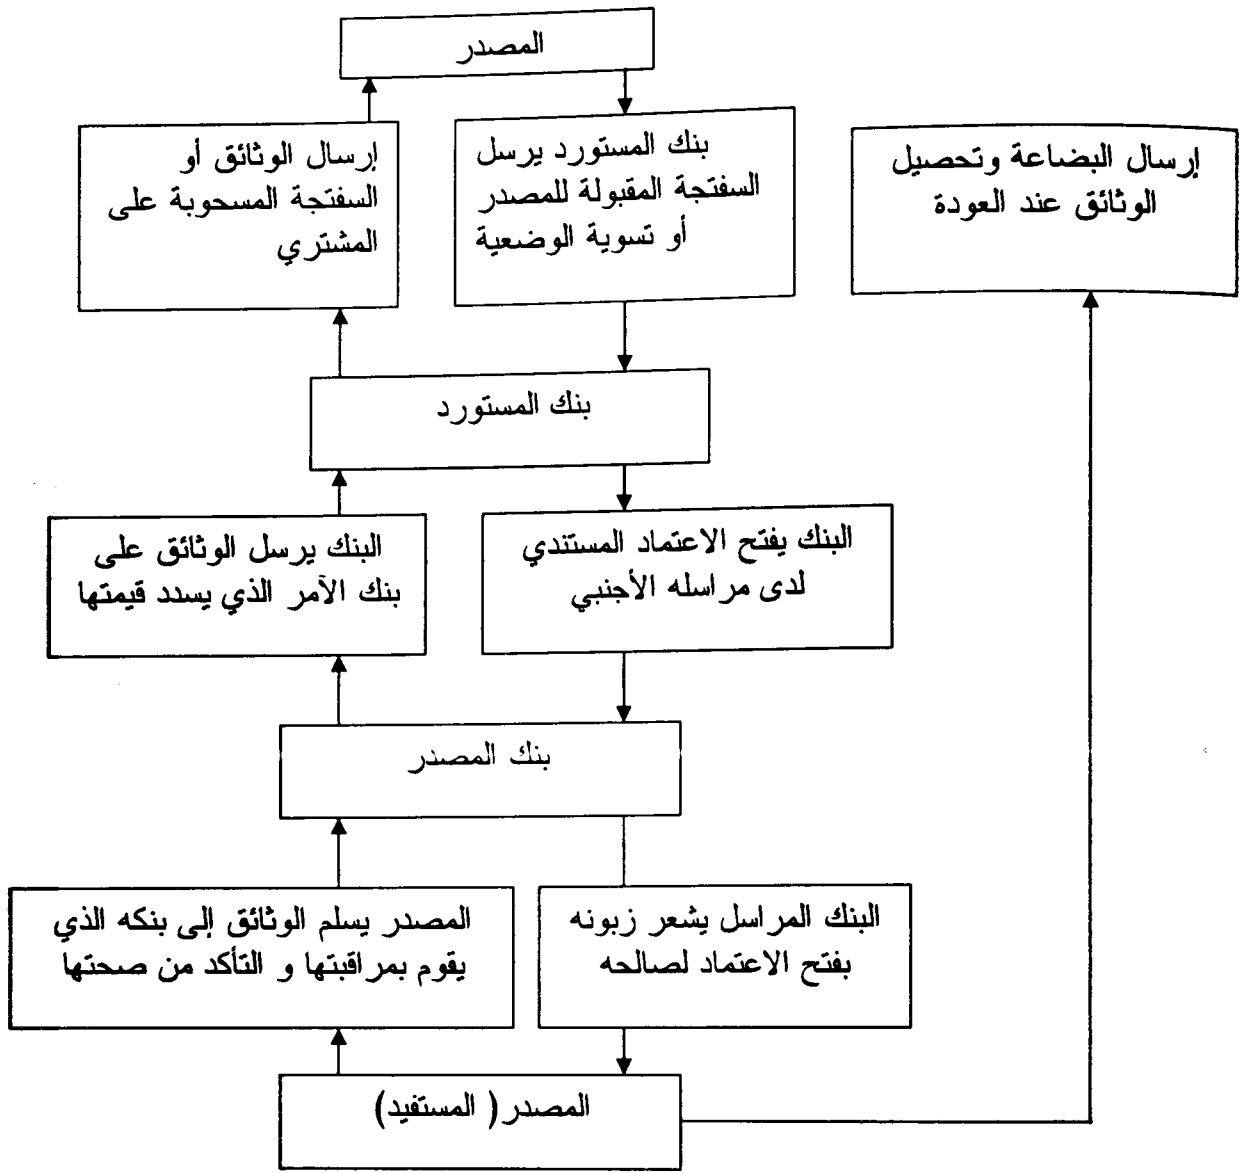 المصدر
إرسال البضاعة وتحصيل
الوثائق عند العودة
بنك المستورد يرسل
السفتجة المقبولة للمصدر
أو تسوية الوضعية
إرسال الوثائق أو
السفتجة المسحوبة على
المشتري
بنك المستورد
البنك يفتح الاعتماد المستندي
لدى مراسله الأجنبي
البنك يرسل الوثائق على
بنك الآمر الذي يسدد قيمتها
بنك المصدر
البنك المراسل يشعر زبونه
بفتح الاعتماد لصالحه
المصدر يسلم الوثائق إلى بنكه الذي
يقوم بمراقبتها و التأكد من صحتها
المصدر( المستفيد)